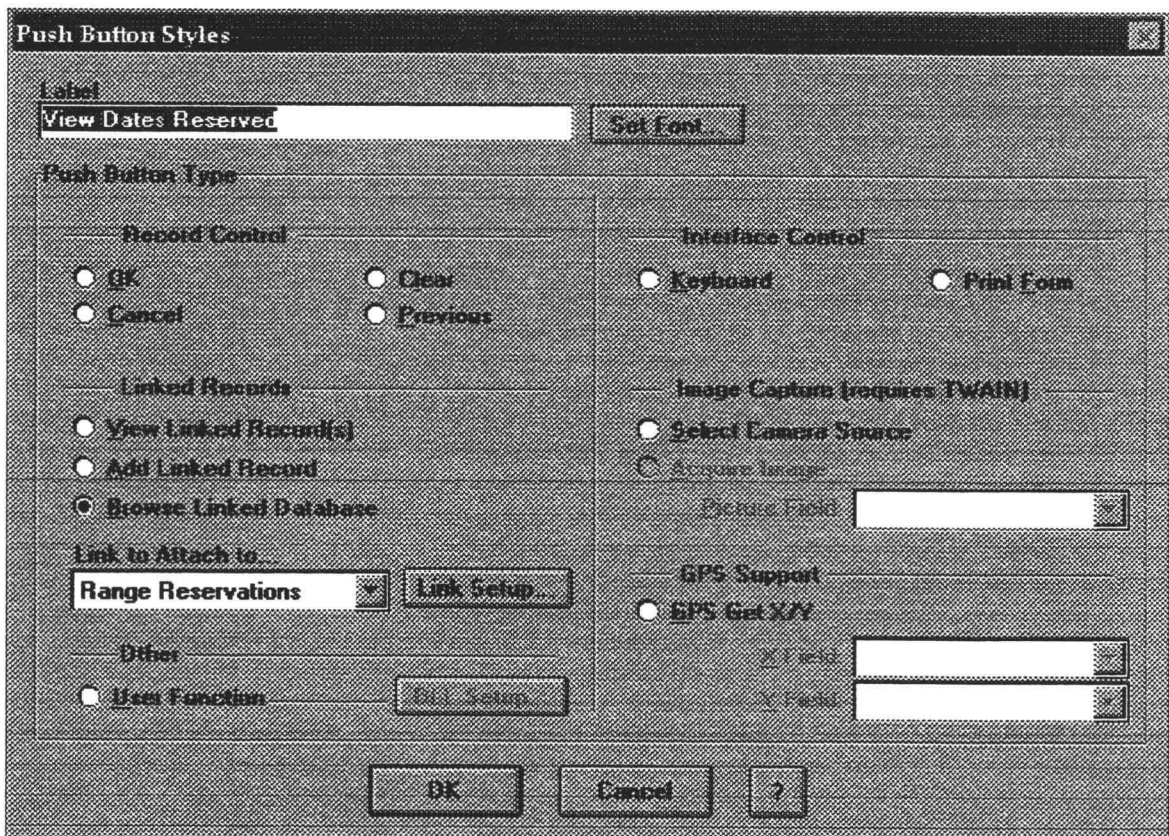 Push Button Styles
Label
View Dates Reserved
Set Font...
Push Button Type
Record Control
OK
Clear
Cancel
Previous
Interface Control
Keyboard
Print Form
Linked Records
View Linked Record(s)
Add Linked Record
Browse Linked Database
Link to Attach to...
Range Reservations
Link Setup...
Other
User Function
DLL Setup...
Image Capture (requires TWAIN)
Select Camera Source
Acquire Image
Picture Field
GPS Support
GPS Get X/Y
X Field
Y Field
OK
Cancel
?